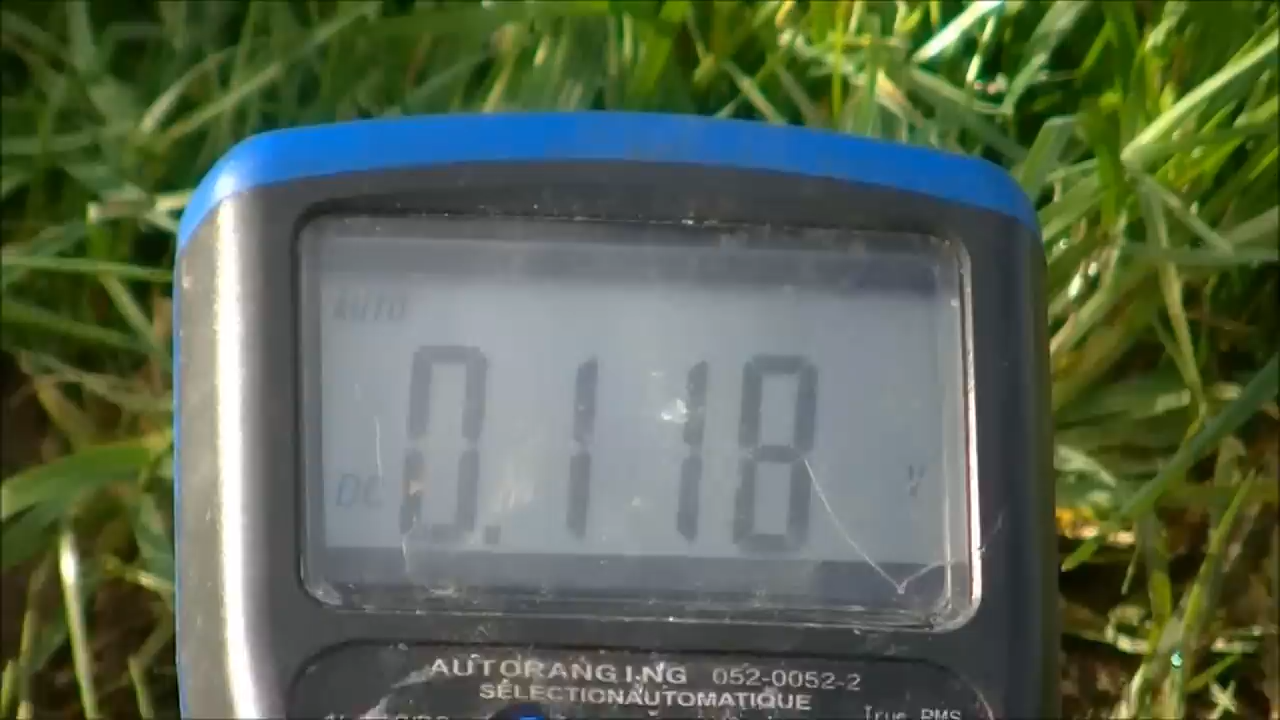 AUTO
0.118
DC V
AUTORANGING 052-0052-2
SÉLECTIONAUTOMATIQUE
True RMS